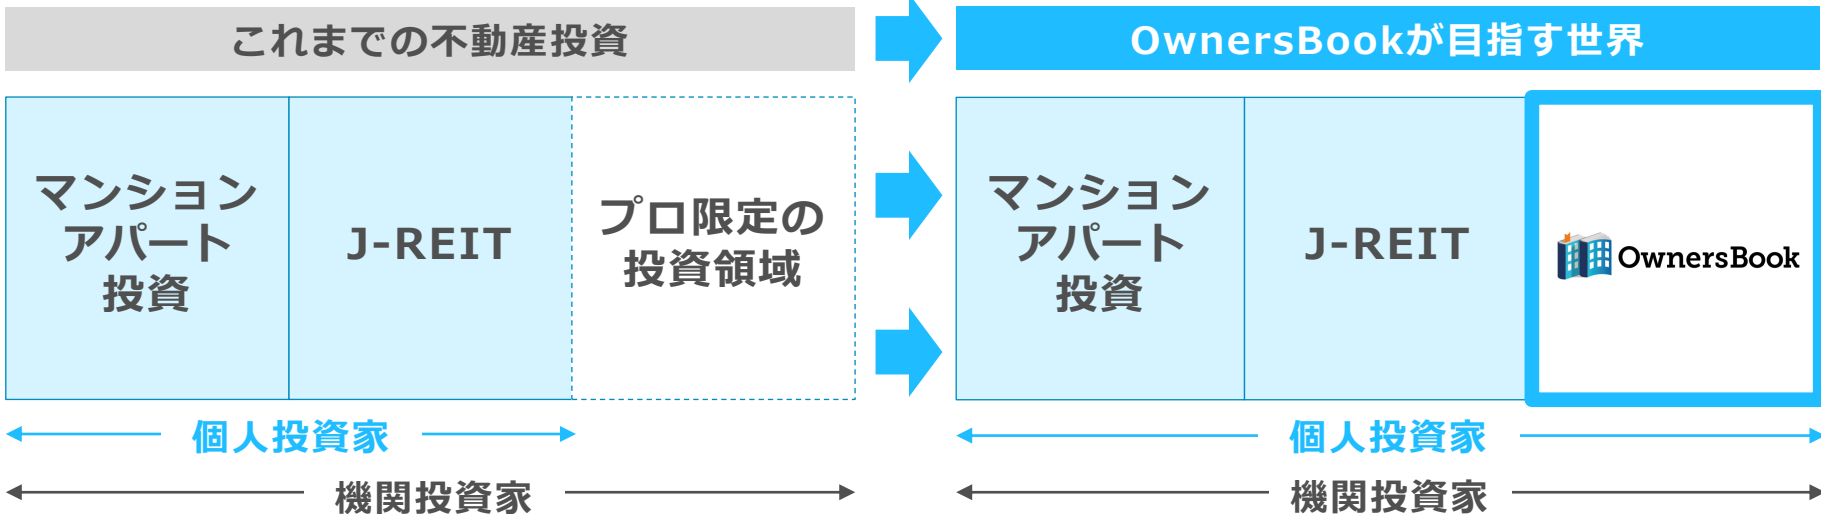 これまでの不動産投資
マンション
アパート
投資
J-REIT
プロ限定の
投資領域
個人投資家
機関投資家
OwnersBookが目指す世界
マンション
アパート
投資
J-REIT
OwnersBook
個人投資家
機関投資家